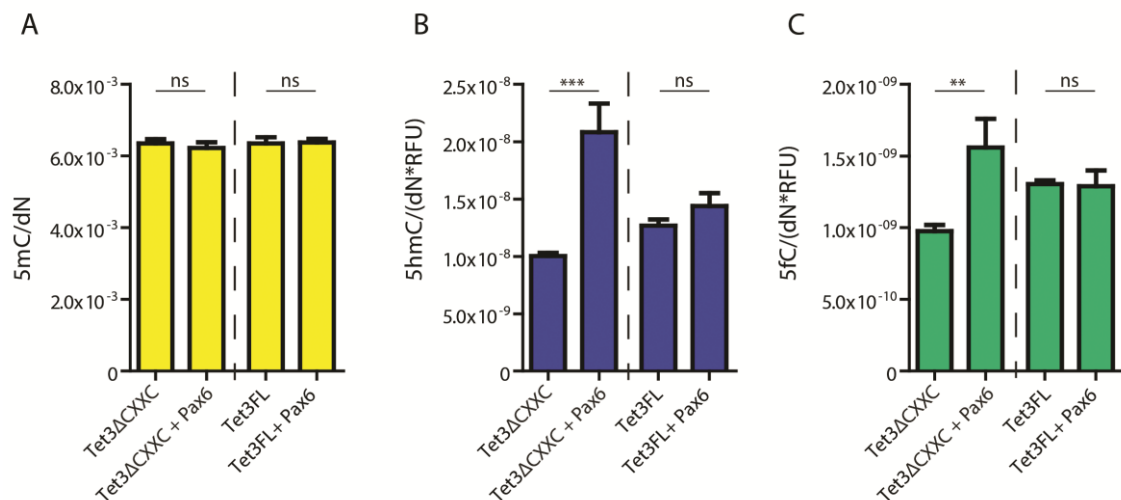 A
5mC/dN
8.0x10⁻³
6.0x10⁻³
4.0x10⁻³
2.0x10⁻³
0
ns
ns
Tet3ΔCXXC
Tet3ΔCXXC + Pax6
Tet3FL
Tet3FL+ Pax6
B
5hmC/(dN*RFU)
2.5x10⁻⁸
2.0x10⁻⁸
1.5x10⁻⁸
1.0x10⁻⁸
5.0x10⁻⁹
0
***
ns
Tet3ΔCXXC
Tet3ΔCXXC + Pax6
Tet3FL
Tet3FL+ Pax6
C
5fC/(dN*RFU)
2.0x10⁻⁰⁹
1.5x10⁻⁰⁹
1.0x10⁻⁰⁹
5.0x10⁻¹⁰
0
**
ns
Tet3ΔCXXC
Tet3ΔCXXC + Pax6
Tet3FL
Tet3FL+ Pax6